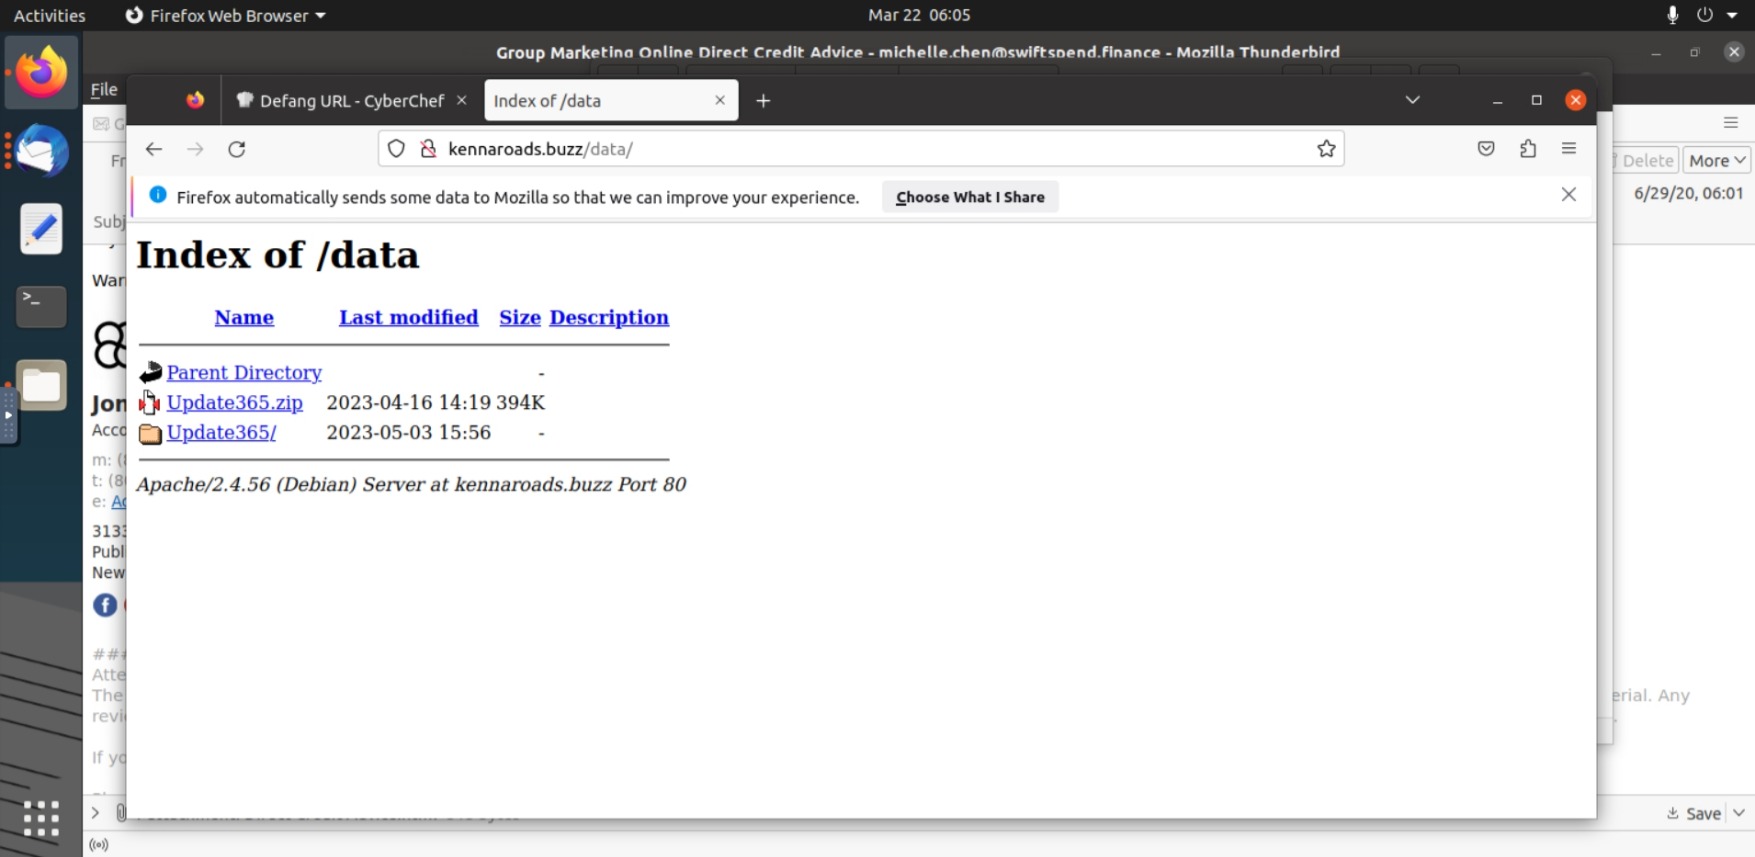 Activities Firefox Web Browser Mar 22 06:05
Group Marketing Online Direct Credit Advice - michelle.chen@swiftspend.finance - Mozilla Thunderbird
File
Defang URL - CyberChef Index of /data
kennaroads.buzz/data/
Fr Delete More
Firefox automatically sends some data to Mozilla so that we can improve your experience. Choose What I Share
6/29/20, 06:01
Subj
Index of /data
War
Name Last modified Size Description
Parent Directory -
Update365.zip 2023-04-16 14:19 394K
Jon
Update365/ 2023-05-03 15:56 -
Acco
m: (8
t: (8
Apache/2.4.56 (Debian) Server at kennaroads.buzz Port 80
e: Ac
3133
Publ
New
###
Atte
The erial. Any
revi
If yo
Save